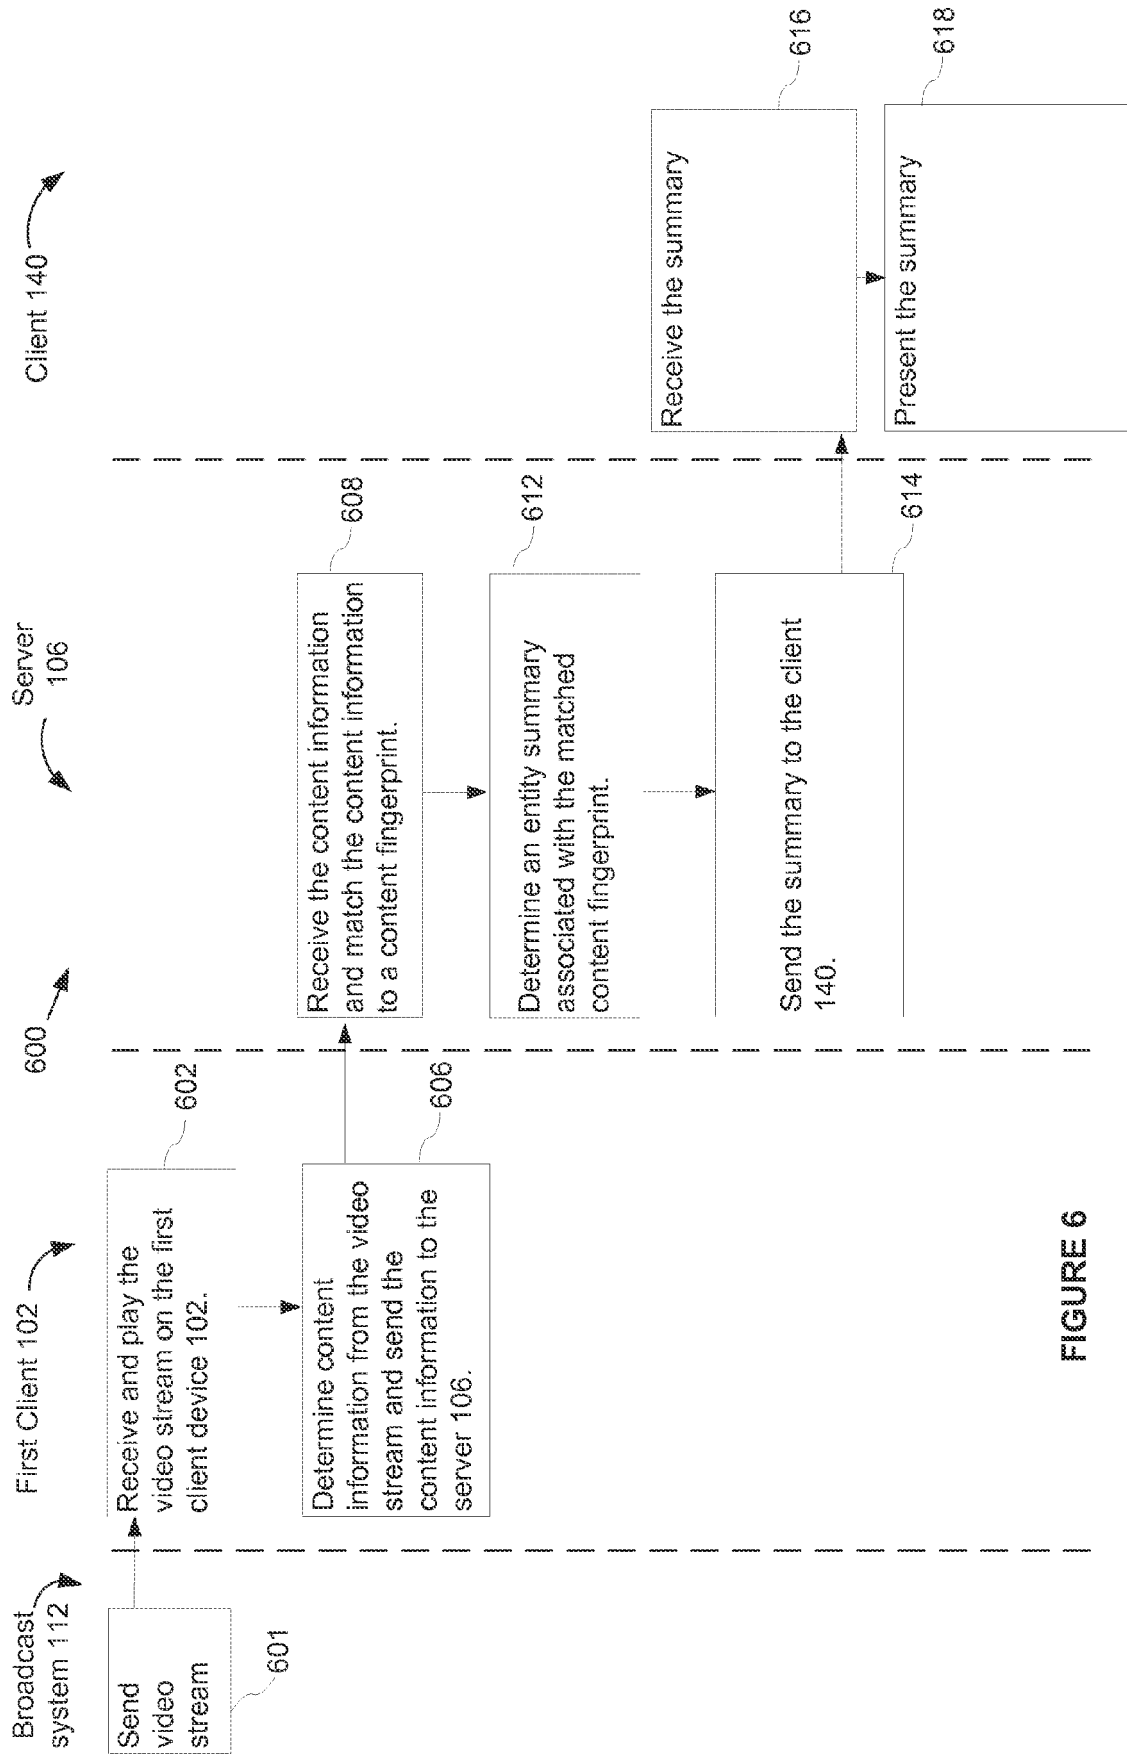 600
Broadcast
system 112
First Client 102
Server
106
Client 140
Send
video
stream
601
Receive and play the
video stream on the first
client device 102.
602
Determine content
information from the video
stream and send the
content information to the
server 106.
606
Receive the content information
and match the content information
to a content fingerprint.
608
Determine an entity summary
associated with the matched
content fingerprint.
612
Send the summary to the client
140.
614
Receive the summary
616
Present the summary
618
FIGURE 6